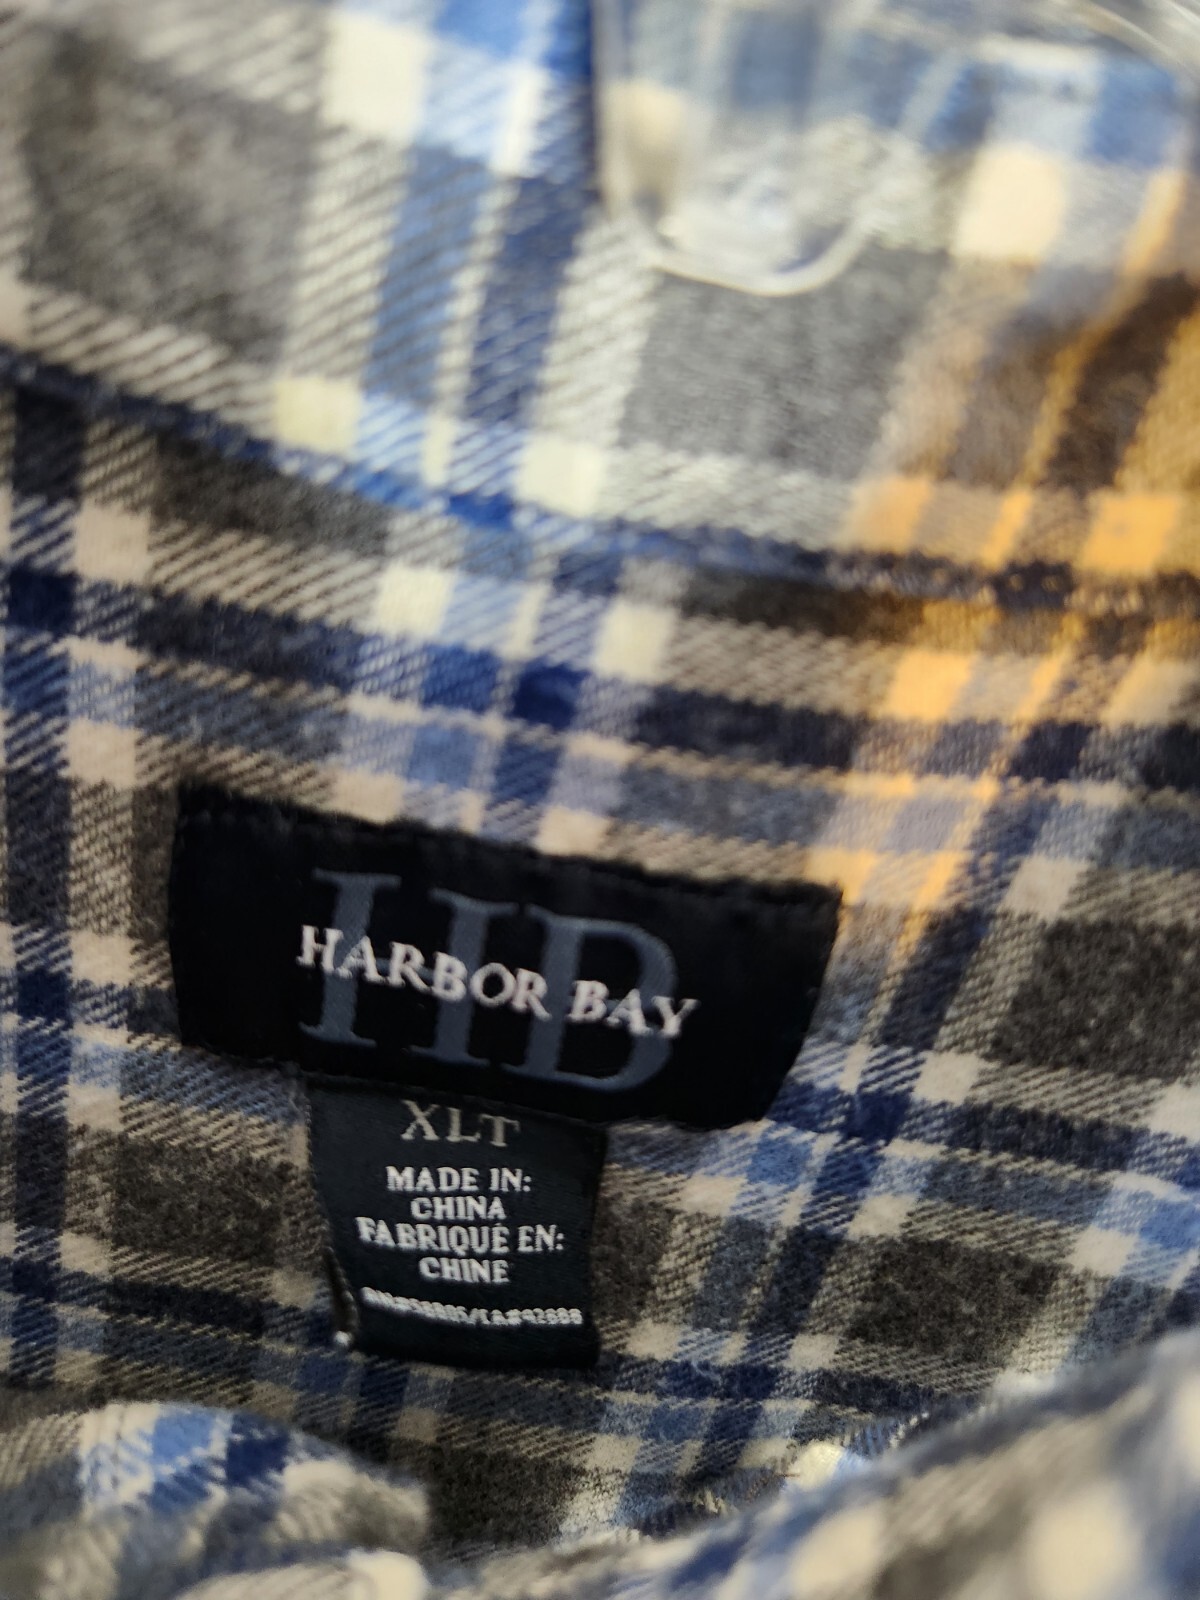 HB
HARBOR BAY
XLT
MADE IN:
CHINA
FABRIQUÉ EN:
CHINE